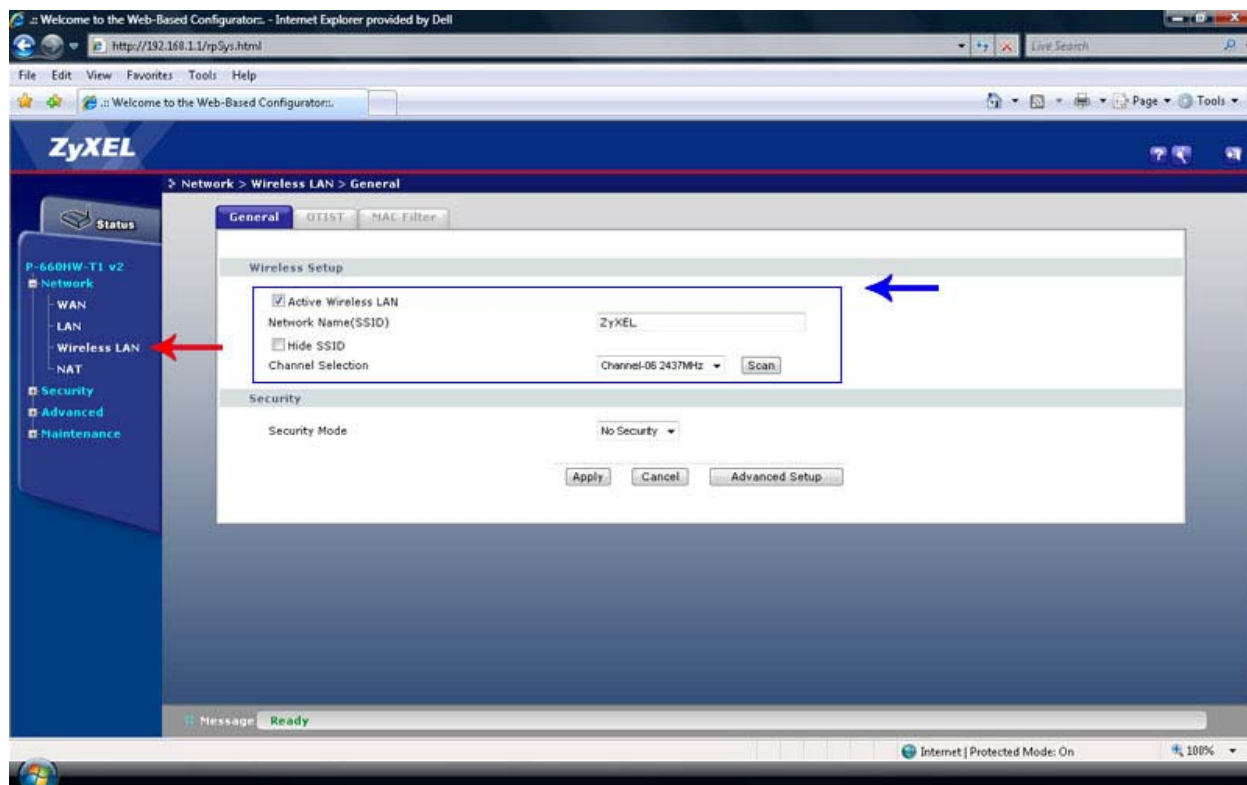 .:: Welcome to the Web-Based Configurator::. - Internet Explorer provided by Dell
http://192.168.1.1/rpSys.html
Live Search
File Edit View Favorites Tools Help
.:: Welcome to the Web-Based Configurator::.
Page Tools
ZyXEL
Network > Wireless LAN > General
Status
General OTIST MAC Filter
P-660HW-T1 v2
Network
WAN
LAN
Wireless LAN
NAT
Security
Advanced
Maintenance
Wireless Setup
Active Wireless LAN
Network Name(SSID) ZyXEL
Hide SSID
Channel Selection Channel-06 2437MHz Scan
Security
Security Mode No Security
Apply Cancel Advanced Setup
Message Ready
Internet | Protected Mode: On 100%